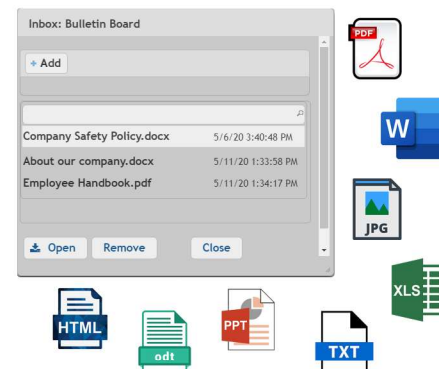 Inbox: Bulletin Board
+ Add
Company Safety Policy.docx 5/6/20 3:40:48 PM
About our company.docx 5/11/20 1:33:58 PM
Employee Handbook.pdf 5/11/20 1:34:17 PM
Open Remove Close
PDF
W
JPG
XLS
HTML
odt
PPT
TXT